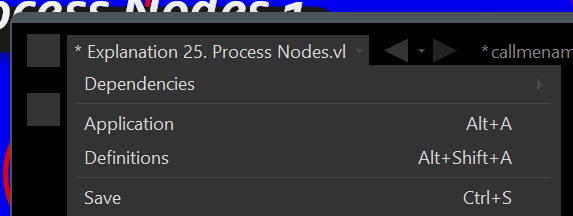 ocess Nodes 1
* Explanation 25. Process Nodes.vl
*callmenam
Dependencies
Application Alt+A
Definitions Alt+Shift+A
Save Ctrl+S